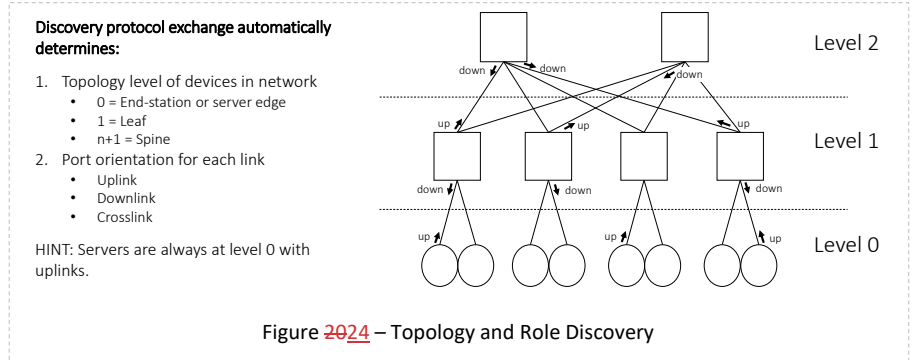 Discovery protocol exchange automatically
determines:
1. Topology level of devices in network
• 0 = End-station or server edge
• 1 = Leaf
• n+1 = Spine
2. Port orientation for each link
• Uplink
• Downlink
• Crosslink
HINT: Servers are always at level 0 with
uplinks.
Level 2
down
down
down
up
up
up
Level 1
down
down
down
up
up
up
Level 0
Figure 2024 – Topology and Role Discovery